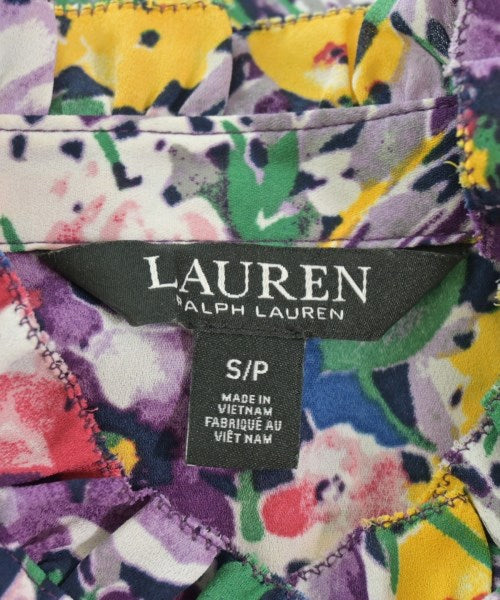 LAUREN
RALPH LAUREN
S/P
MADE IN
VIETNAM
FABRIQUÉ AU
VIÊT NAM